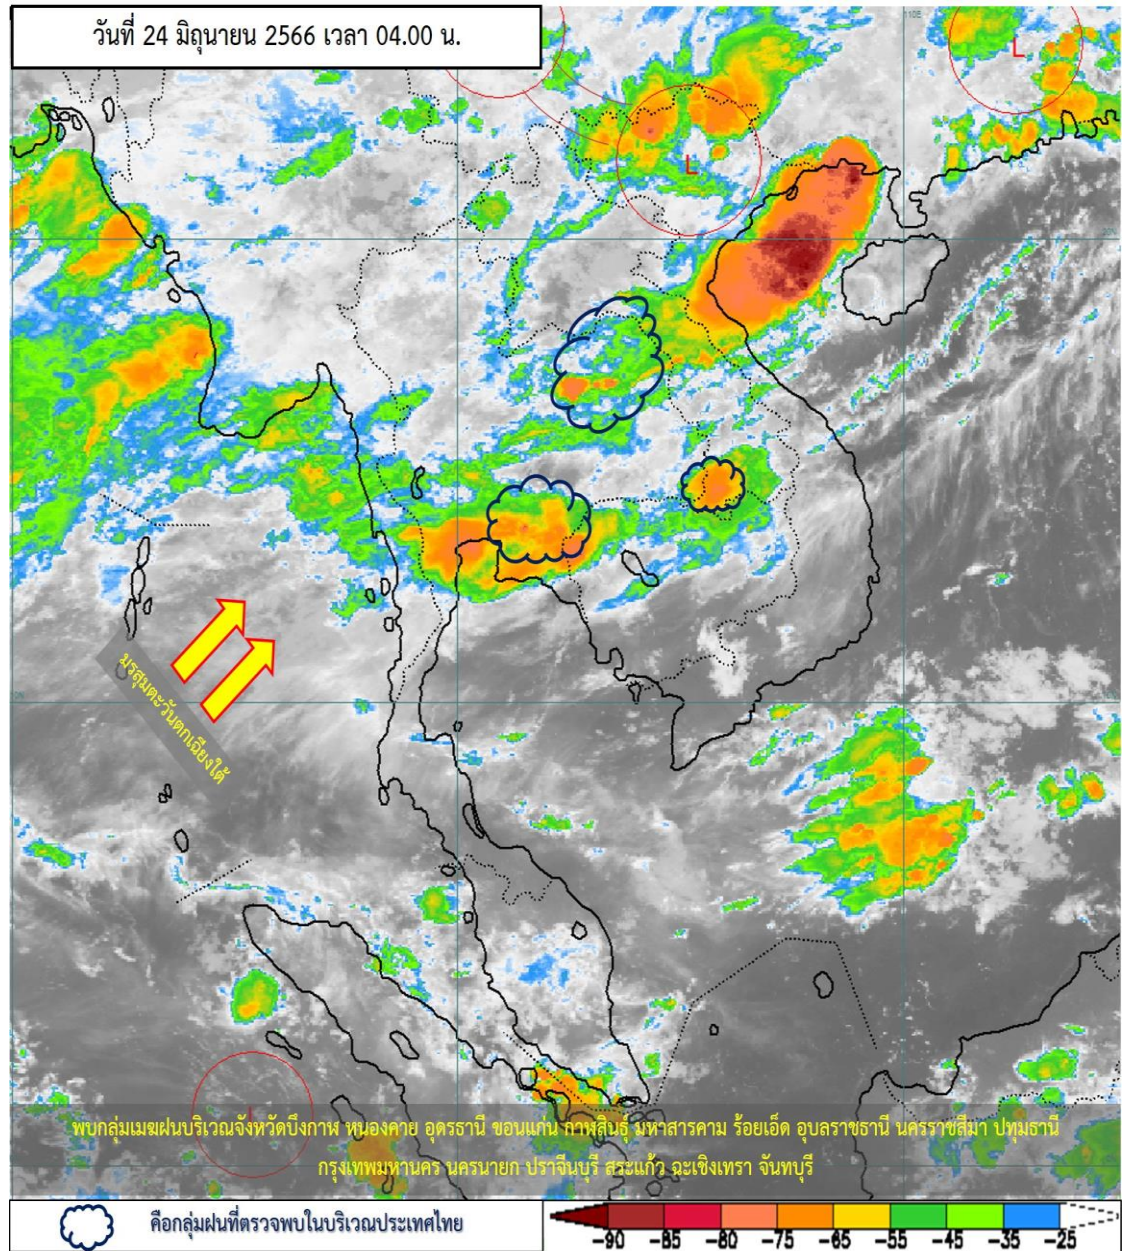 วันที่ 24 มิถุนายน 2566 เวลา 04.00 น.
110E
L
L
มรสุมตะวันตกเฉียงใต้
พบกลุ่มเมฆฝนบริเวณจังหวัดบึงกาฬ หนองคาย อุดรธานี ขอนแก่น กาฬสินธุ์ มหาสารคาม ร้อยเอ็ด อุบลราชธานี นครราชสีมา ปทุมธานี
กรุงเทพมหานคร นครนายก ปราจีนบุรี สระแก้ว ฉะเชิงเทรา จันทบุรี
คือกลุ่มฝนที่ตรวจพบในบริเวณประเทศไทย
-90 -85 -80 -75 -65 -55 -45 -35 -25